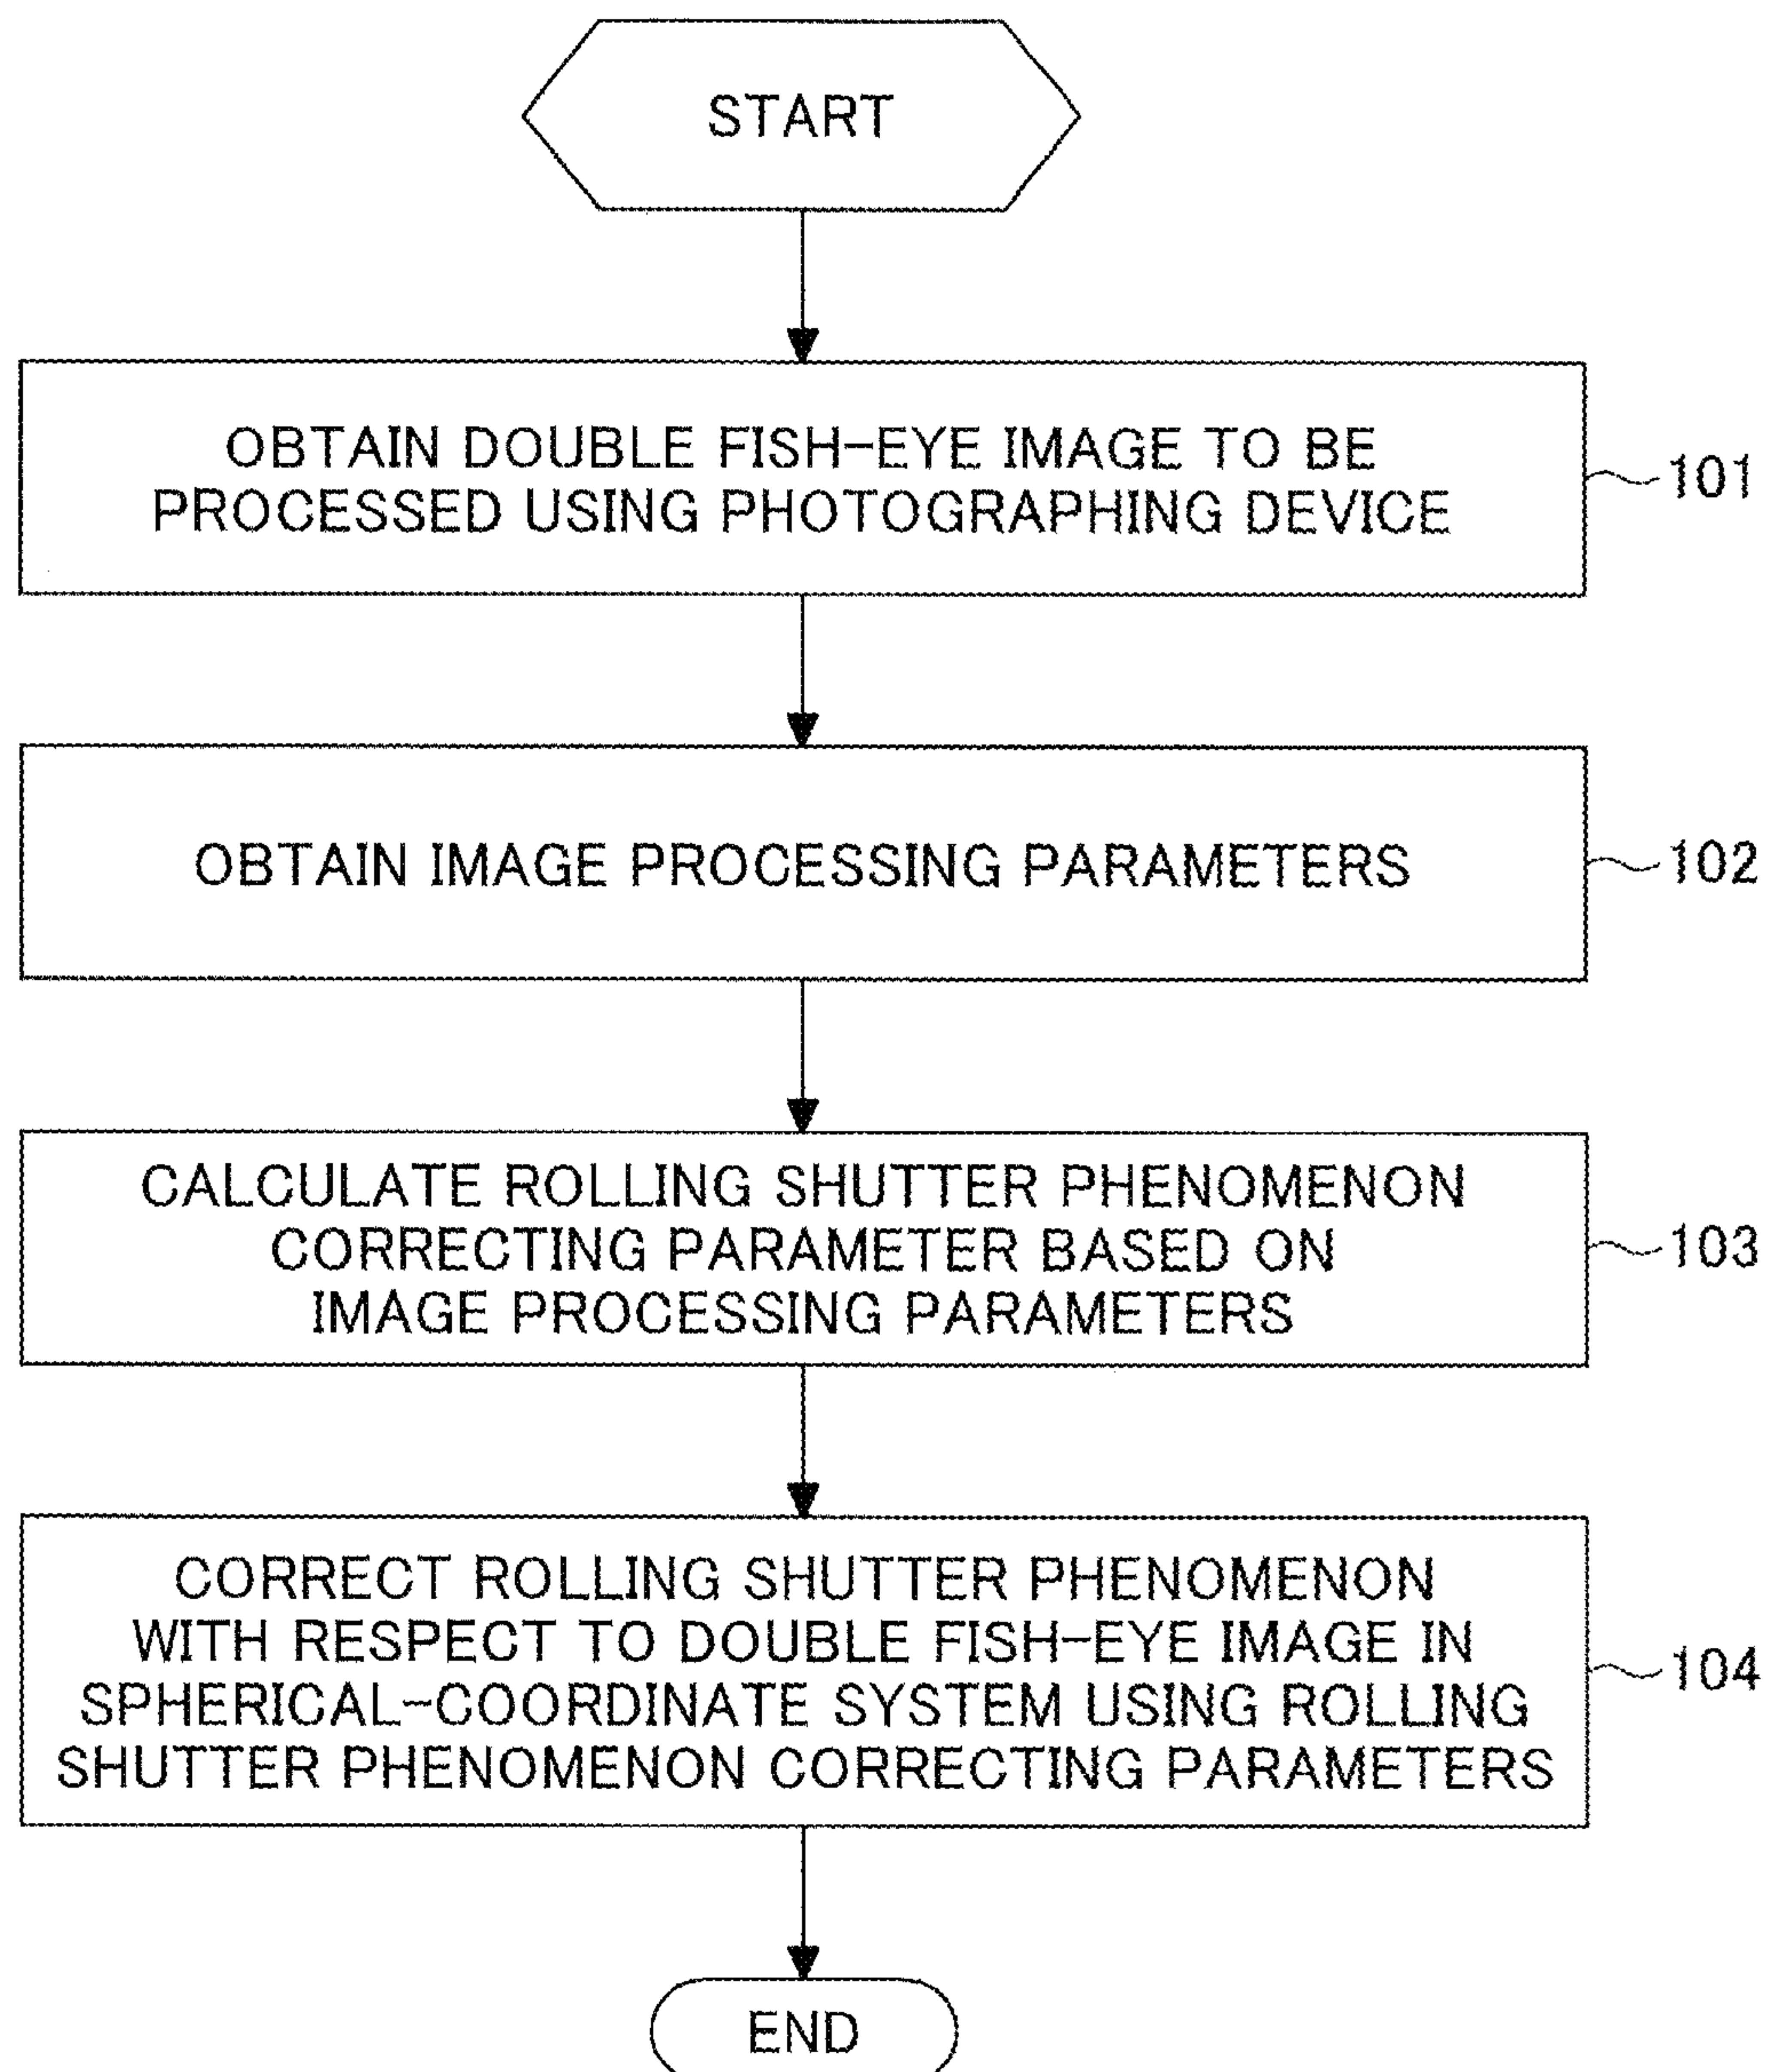 START
OBTAIN DOUBLE FISH-EYE IMAGE TO BE
PROCESSED USING PHOTOGRAPHING DEVICE
101
OBTAIN IMAGE PROCESSING PARAMETERS
102
CALCULATE ROLLING SHUTTER PHENOMENON
CORRECTING PARAMETER BASED ON
IMAGE PROCESSING PARAMETERS
103
CORRECT ROLLING SHUTTER PHENOMENON
WITH RESPECT TO DOUBLE FISH-EYE IMAGE IN
SPHERICAL-COORDINATE SYSTEM USING ROLLING
SHUTTER PHENOMENON CORRECTING PARAMETERS
104
END